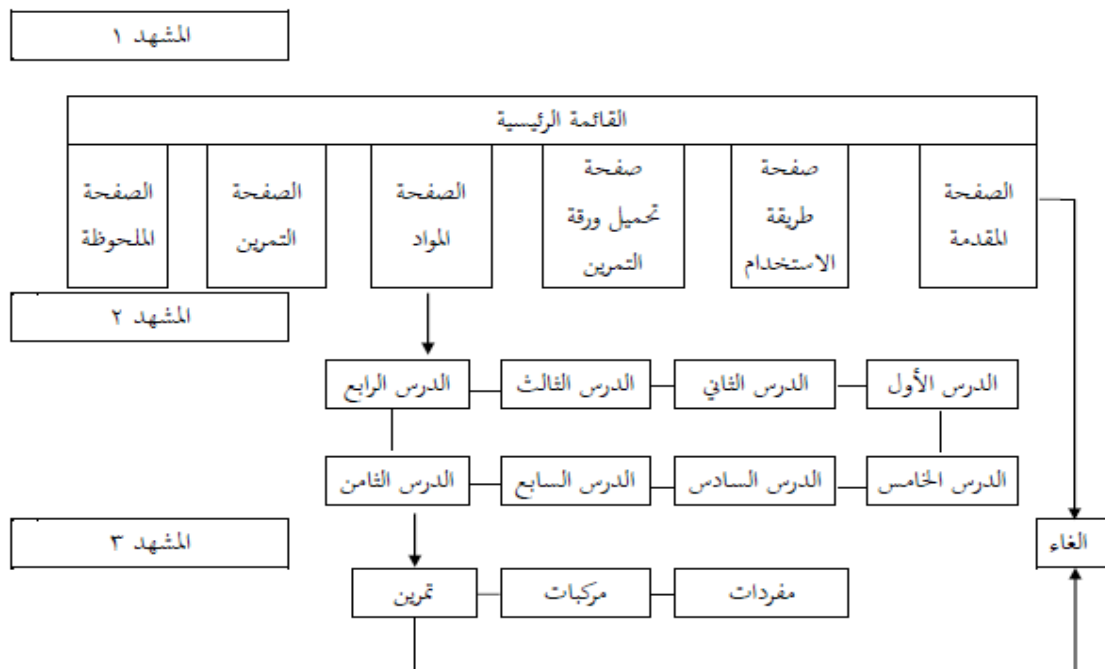 المشهد ١
القائمة الرئيسية
الصفحة
المقدمة
صفحة
طريقة
الاستخدام
صفحة
تحميل ورقة
التمرين
الصفحة
المواد
الصفحة
التمرين
الصفحة
الملحوظة
المشهد ٢
الدرس الأول
الدرس الثاني
الدرس الثالث
الدرس الرابع
الدرس الخامس
الدرس السادس
الدرس السابع
الدرس الثامن
المشهد ٣
الغاء
مفردات
مركبات
تمرين